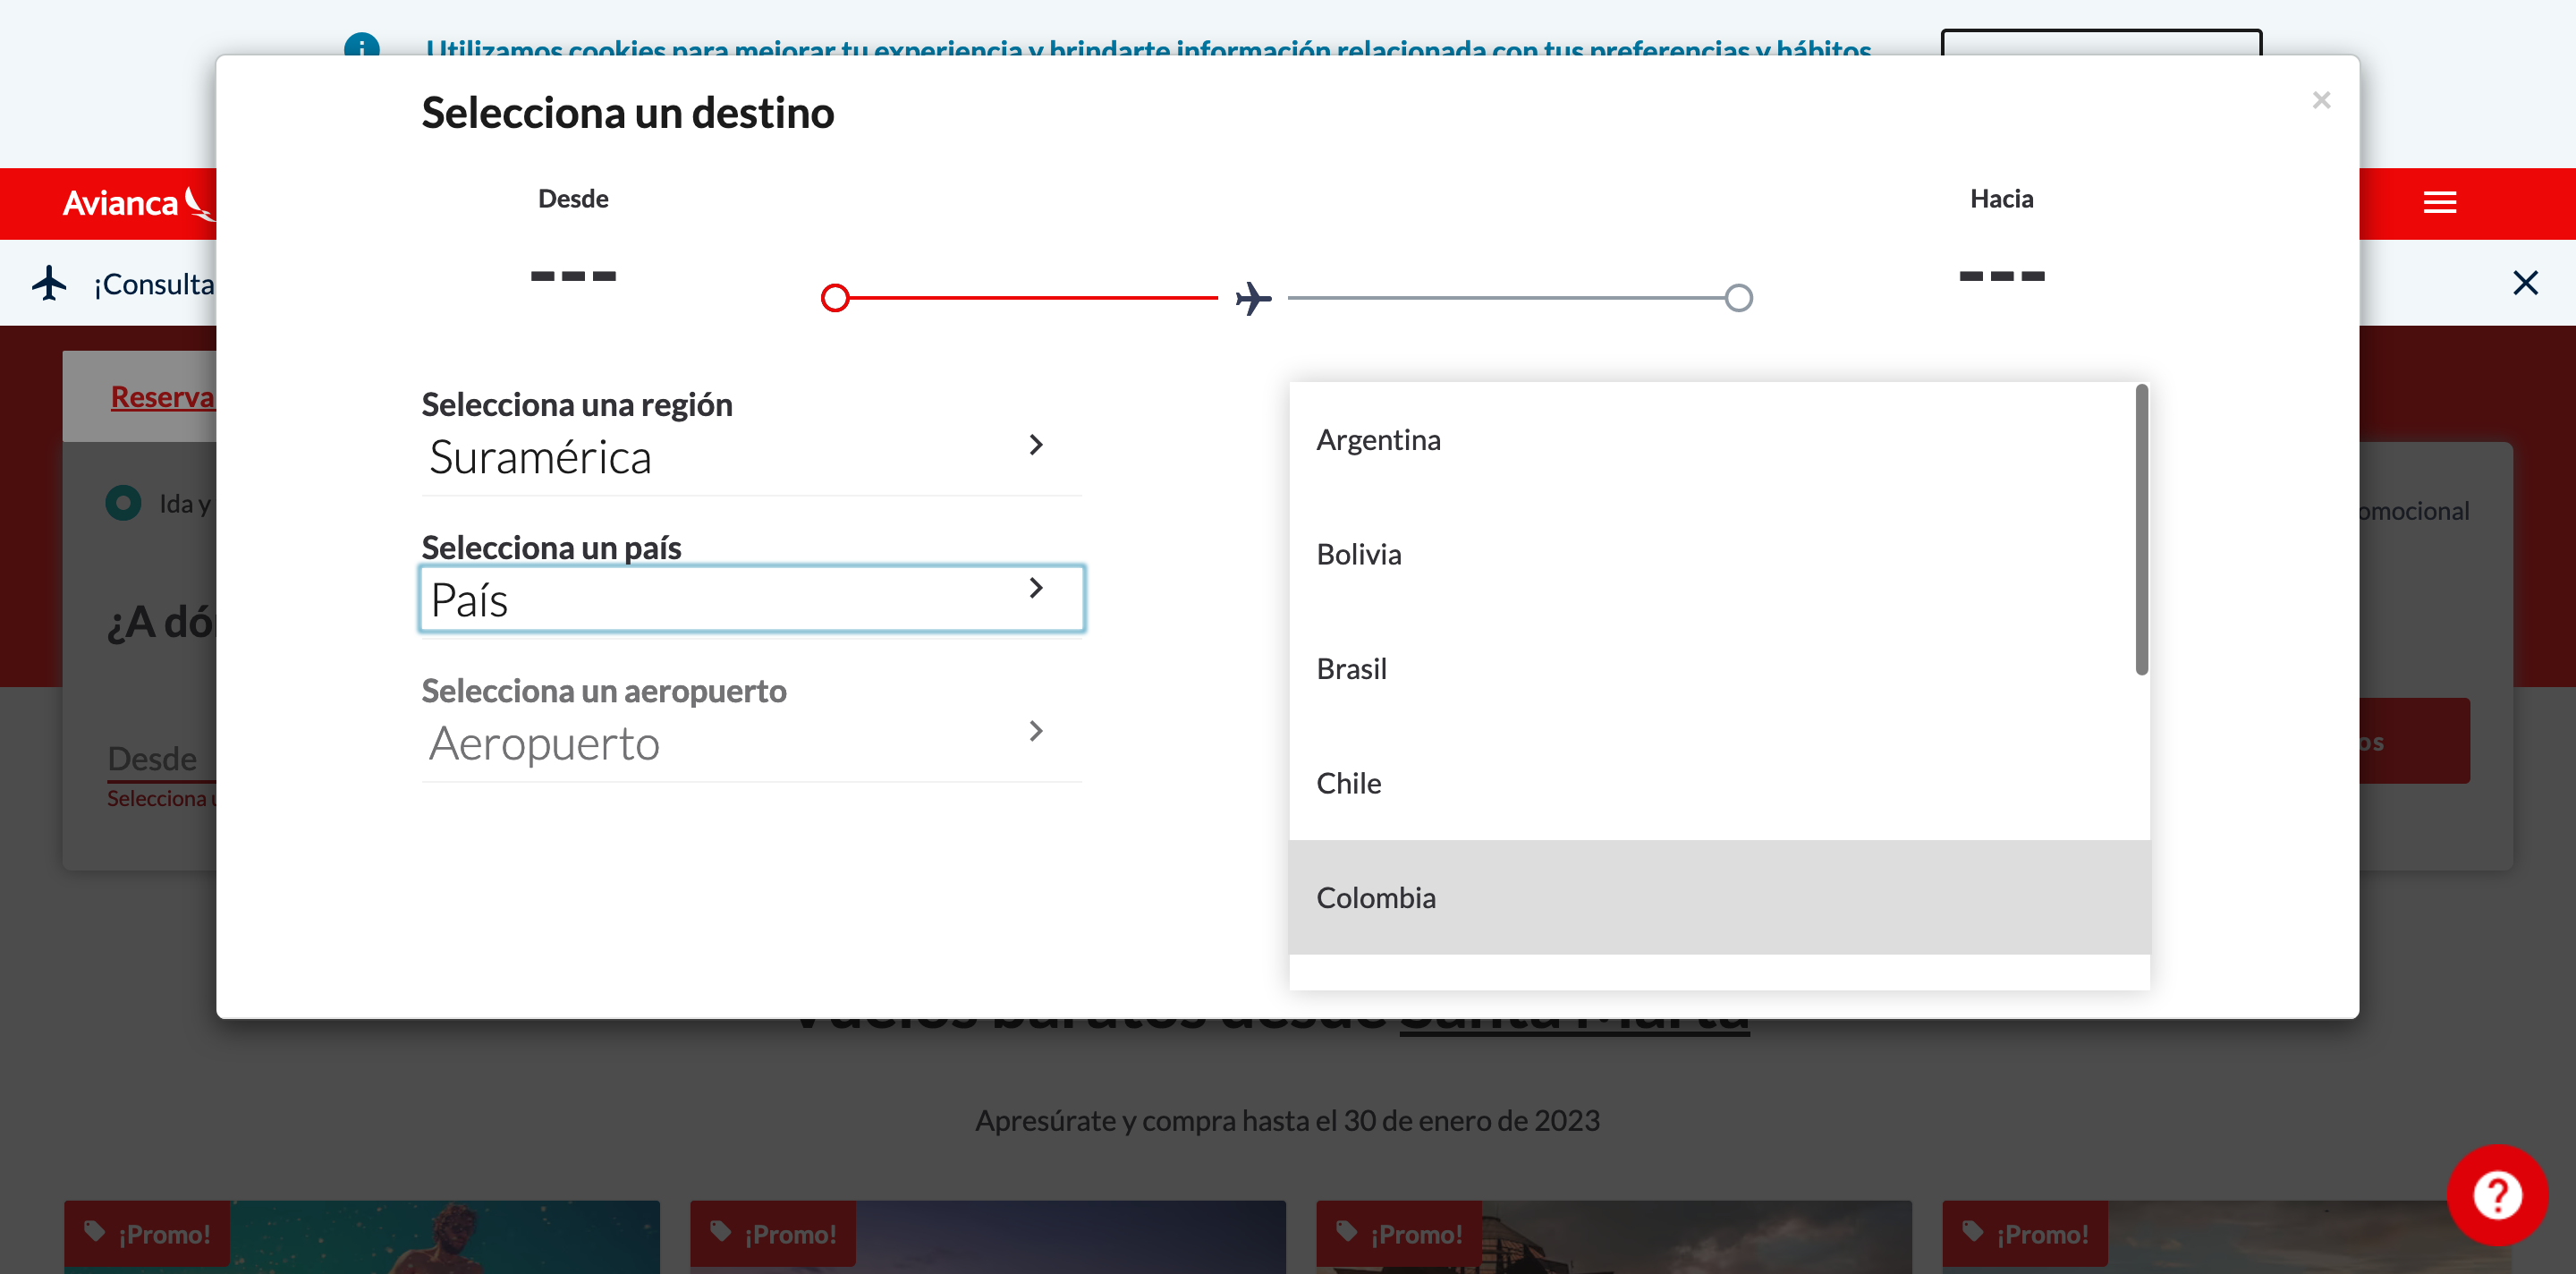 Utilizamos cookies para mejorar tu experiencia y brindarte información relacionada con tus preferencias y hábitos
Selecciona un destino
×
Desde
Hacia
---
---
Avianca
¡Consulta
Reserva
Ida y
omocional
¿A dó
Desde
Selecciona u
os
Selecciona una región
Suramérica
Selecciona un país
País
Selecciona un aeropuerto
Aeropuerto
Argentina
Bolivia
Brasil
Chile
Colombia
Vuelos baratos desde Santa Marta
Apresúrate y compra hasta el 30 de enero de 2023
¡Promo!
¡Promo!
¡Promo!
¡Promo!
?